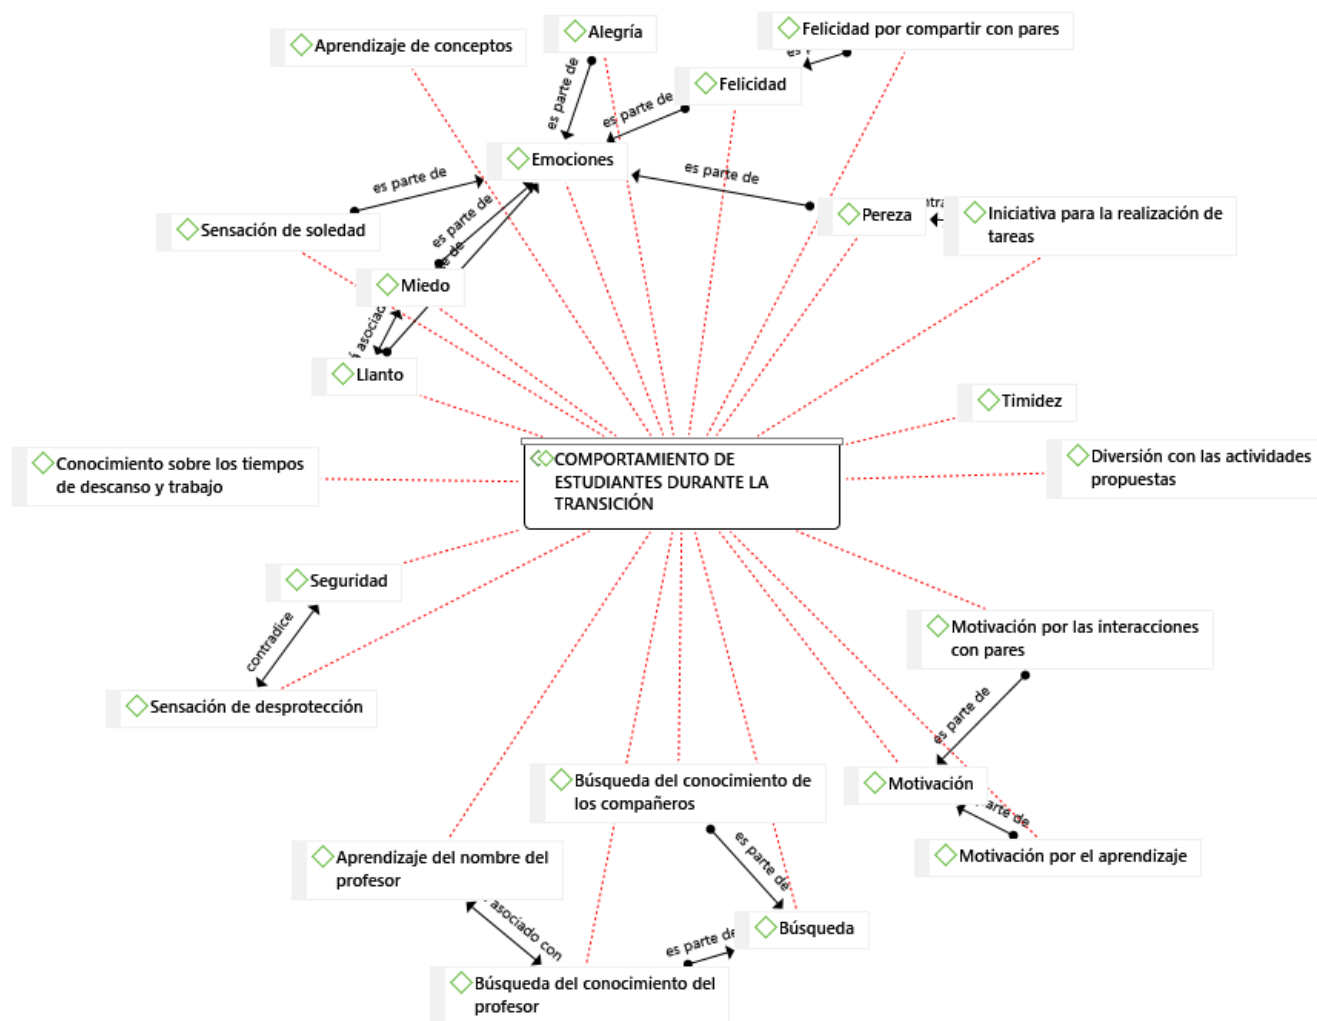 Alegría
Felicidad por compartir con pares
Aprendizaje de conceptos
es parte de
Felicidad
es parte de
Emociones
es parte de
es parte de
Sensación de soledad
es parte de
Pereza
Iniciativa para la realización de
tareas
Miedo
Llanto
Timidez
COMPORTAMIENTO DE
ESTUDIANTES DURANTE LA
TRANSICIÓN
Conocimiento sobre los tiempos
de descanso y trabajo
Diversión con las actividades
propuestas
Seguridad
contradice
Sensación de desprotección
Motivación por las interacciones
con pares
es parte de
Motivación
parte de
Motivación por el aprendizaje
Búsqueda del conocimiento de
los compañeros
es parte de
Aprendizaje del nombre del
profesor
asociado con
Búsqueda
es parte de
Búsqueda del conocimiento del
profesor